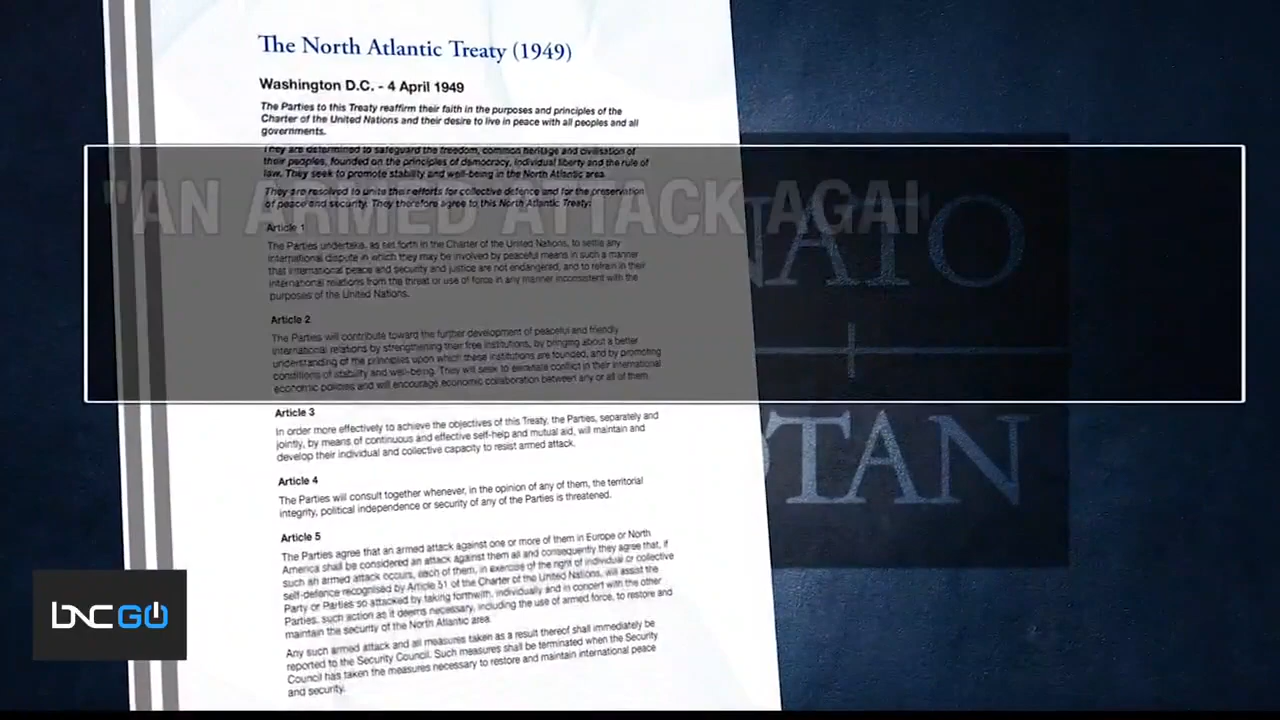 The North Atlantic Treaty (1949)
Washington D.C. - 4 April 1949
The Parties to this Treaty reaffirm their faith in the purposes and principles of the
Charter of the United Nations and their desire to live in peace with all peoples and all
governments.
They are determined to safeguard the freedom, common heritage and civilisation of
their peoples, founded on the principles of democracy, individual liberty and the rule of
law. They seek to promote stability and well-being in the North Atlantic area.
They are resolved to unite their efforts for collective defence and for the preservation
of peace and security. They therefore agree to this North Atlantic Treaty:
"AN ARMED ATTACK AGAI
Article 1
The Parties undertake, as set forth in the Charter of the United Nations, to settle any
international dispute in which they may be involved by peaceful means in such a manner
that international peace and security and justice are not endangered, and to refrain in their
international relations from the threat or use of force in any manner inconsistent with the
purposes of the United Nations.
Article 2
The Parties will contribute toward the further development of peaceful and friendly
international relations by strengthening their free institutions, by bringing about a better
understanding of the principles upon which these institutions are founded, and by promoting
conditions of stability and well-being. They will seek to eliminate conflict in their international
economic policies and will encourage economic collaboration between any or all of them.
Article 3
In order more effectively to achieve the objectives of this Treaty, the Parties, separately and
jointly, by means of continuous and effective self-help and mutual aid, will maintain and
develop their individual and collective capacity to resist armed attack.
Article 4
The Parties will consult together whenever, in the opinion of any of them, the territorial
integrity, political independence or security of any of the Parties is threatened.
Article 5
The Parties agree that an armed attack against one or more of them in Europe or North
America shall be considered an attack against them all and consequently they agree that, if
such an armed attack occurs, each of them, in exercise of the right of individual or collective
self-defence recognised by Article 51 of the Charter of the United Nations, will assist the
Party or Parties so attacked by taking forthwith, individually and in concert with the other
Parties, such action as it deems necessary, including the use of armed force, to restore and
maintain the security of the North Atlantic area.
Any such armed attack and all measures taken as a result thereof shall immediately be
reported to the Security Council. Such measures shall be terminated when the Security
Council has taken the measures necessary to restore and maintain international peace
and security.
NATO
OTAN
bNC GO